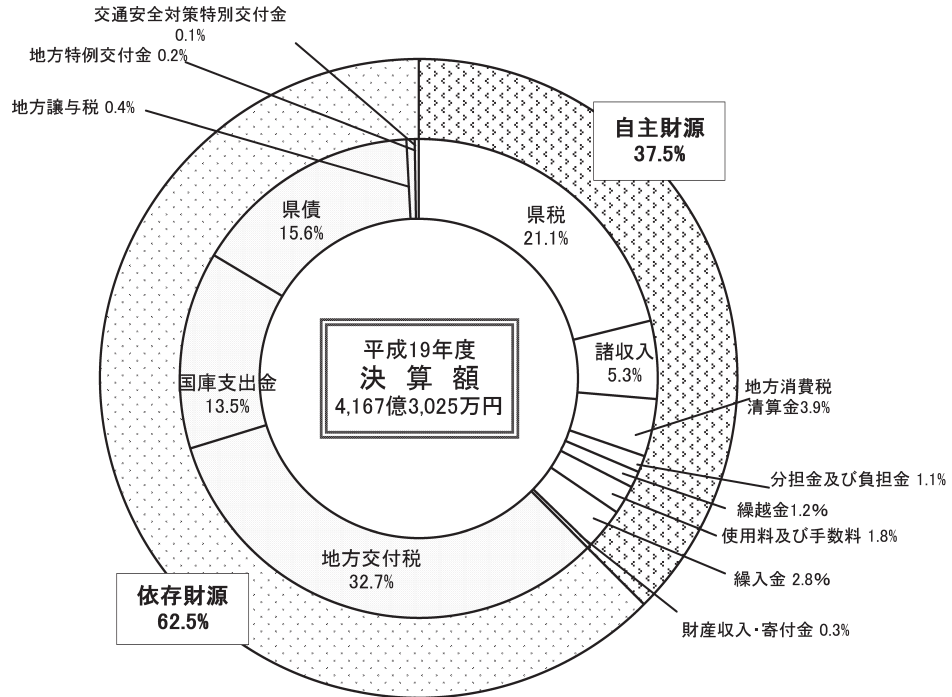 交通安全対策特別交付金
0.1%
地方特例交付金 0.2%
地方譲与税 0.4%
自主財源
37.5%
県税
21.1%
県債
15.6%
諸収入
5.3%
平成19年度
決 算 額
4,167億3,025万円
国庫支出金
13.5%
地方消費税
清算金3.9%
分担金及び負担金 1.1%
繰越金1.2%
使用料及び手数料 1.8%
繰入金 2.8%
財産収入・寄付金 0.3%
地方交付税
32.7%
依存財源
62.5%